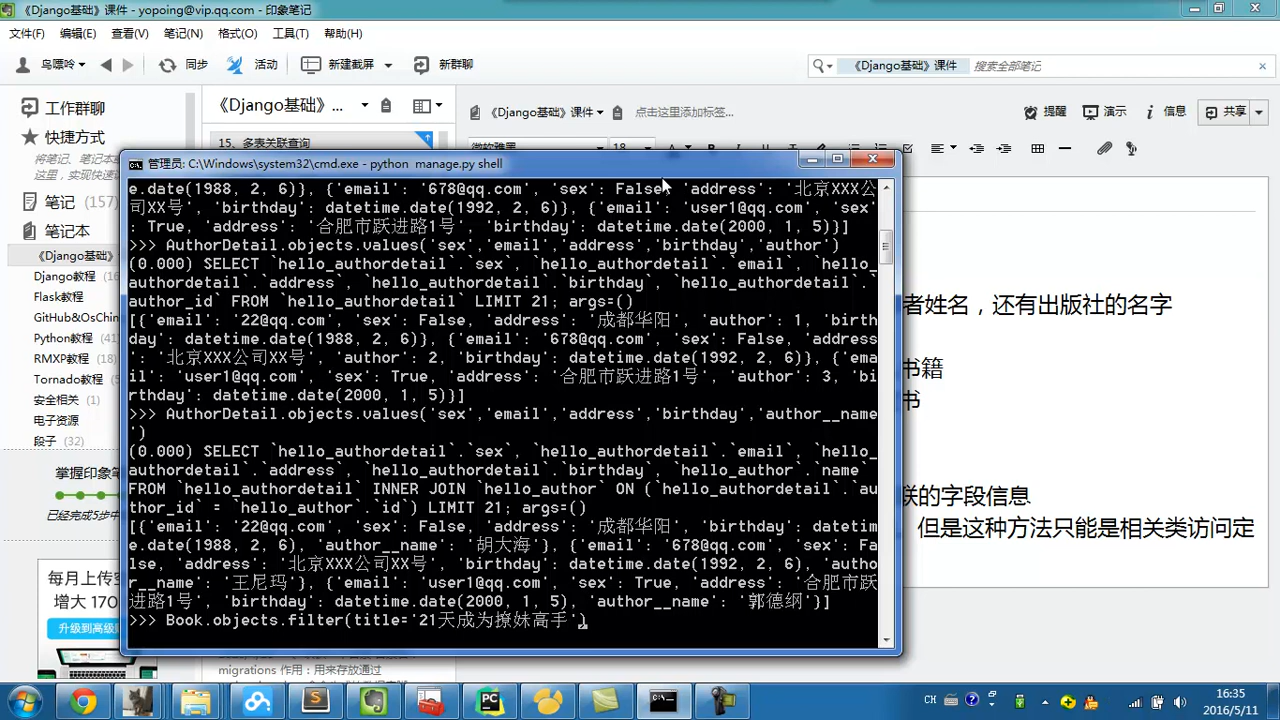 《Django基础》课件 - yopoing@vip.qq.com - 印象笔记
文件(F) 编辑(E) 查看(V) 笔记(N) 格式(O) 工具(T) 帮助(H)
鸟嘌呤 同步 活动 新建截屏 新群聊 《Django基础》课件 搜索全部笔记
工作群聊 《Django基础》... 《Django基础》课件 点击这里添加标签... 提醒 演示 信息 共享
快捷方式
15、多表关联查询
微软雅黑 18
笔记 (157)
笔记本
《Django基础》
Django教程
Flask教程
GitHub&OsChin
Python教程 (41
RMXP教程 (18)
Tornado教程
安全相关 (1)
电子资源
段子 (32)
掌握印象笔
已经完成5步中
每月上传空
增大 170
升级到高级
migrations 作用：用来存放通过
者姓名，还有出版社的名字
书籍
书
联的字段信息
但是这种方法只能是相关类访问定
管理员: C:\Windows\system32\cmd.exe - python  manage.py shell
e.date(1988, 2, 6)}, {'email': '678@qq.com', 'sex': False, 'address': '北京XXX公
司XX号', 'birthday': datetime.date(1992, 2, 6)}, {'email': 'user1@qq.com', 'sex'
: True, 'address': '合肥市跃进路1号', 'birthday': datetime.date(2000, 1, 5)}]
>>> AuthorDetail.objects.values('sex','email','address','birthday','author')
(0.000) SELECT `hello_authordetail`.`sex`, `hello_authordetail`.`email`, `hello_
authordetail`.`address`, `hello_authordetail`.`birthday`, `hello_authordetail`.`
author_id` FROM `hello_authordetail` LIMIT 21; args=()
[{'email': '22@qq.com', 'sex': False, 'address': '成都华阳', 'author': 1, 'birth
day': datetime.date(1988, 2, 6)}, {'email': '678@qq.com', 'sex': False, 'address
': '北京XXX公司XX号', 'author': 2, 'birthday': datetime.date(1992, 2, 6)}, {'ema
il': 'user1@qq.com', 'sex': True, 'address': '合肥市跃进路1号', 'author': 3, 'bi
rthday': datetime.date(2000, 1, 5)}]
>>> AuthorDetail.objects.values('sex','email','address','birthday','author__name
')
(0.000) SELECT `hello_authordetail`.`sex`, `hello_authordetail`.`email`, `hello_
authordetail`.`address`, `hello_authordetail`.`birthday`, `hello_author`.`name`
FROM `hello_authordetail` INNER JOIN `hello_author` ON (`hello_authordetail`.`au
thor_id` = `hello_author`.`id`) LIMIT 21; args=()
[{'email': '22@qq.com', 'sex': False, 'address': '成都华阳', 'birthday': datetim
e.date(1988, 2, 6), 'author__name': '胡大海'}, {'email': '678@qq.com', 'sex': Fa
lse, 'address': '北京XXX公司XX号', 'birthday': datetime.date(1992, 2, 6), 'autho
r__name': '王尼玛'}, {'email': 'user1@qq.com', 'sex': True, 'address': '合肥市跃
进路1号', 'birthday': datetime.date(2000, 1, 5), 'author__name': '郭德纲'}]
>>> Book.objects.filter(title='21天成为撩妹高手')
CH
16:35
2016/5/11